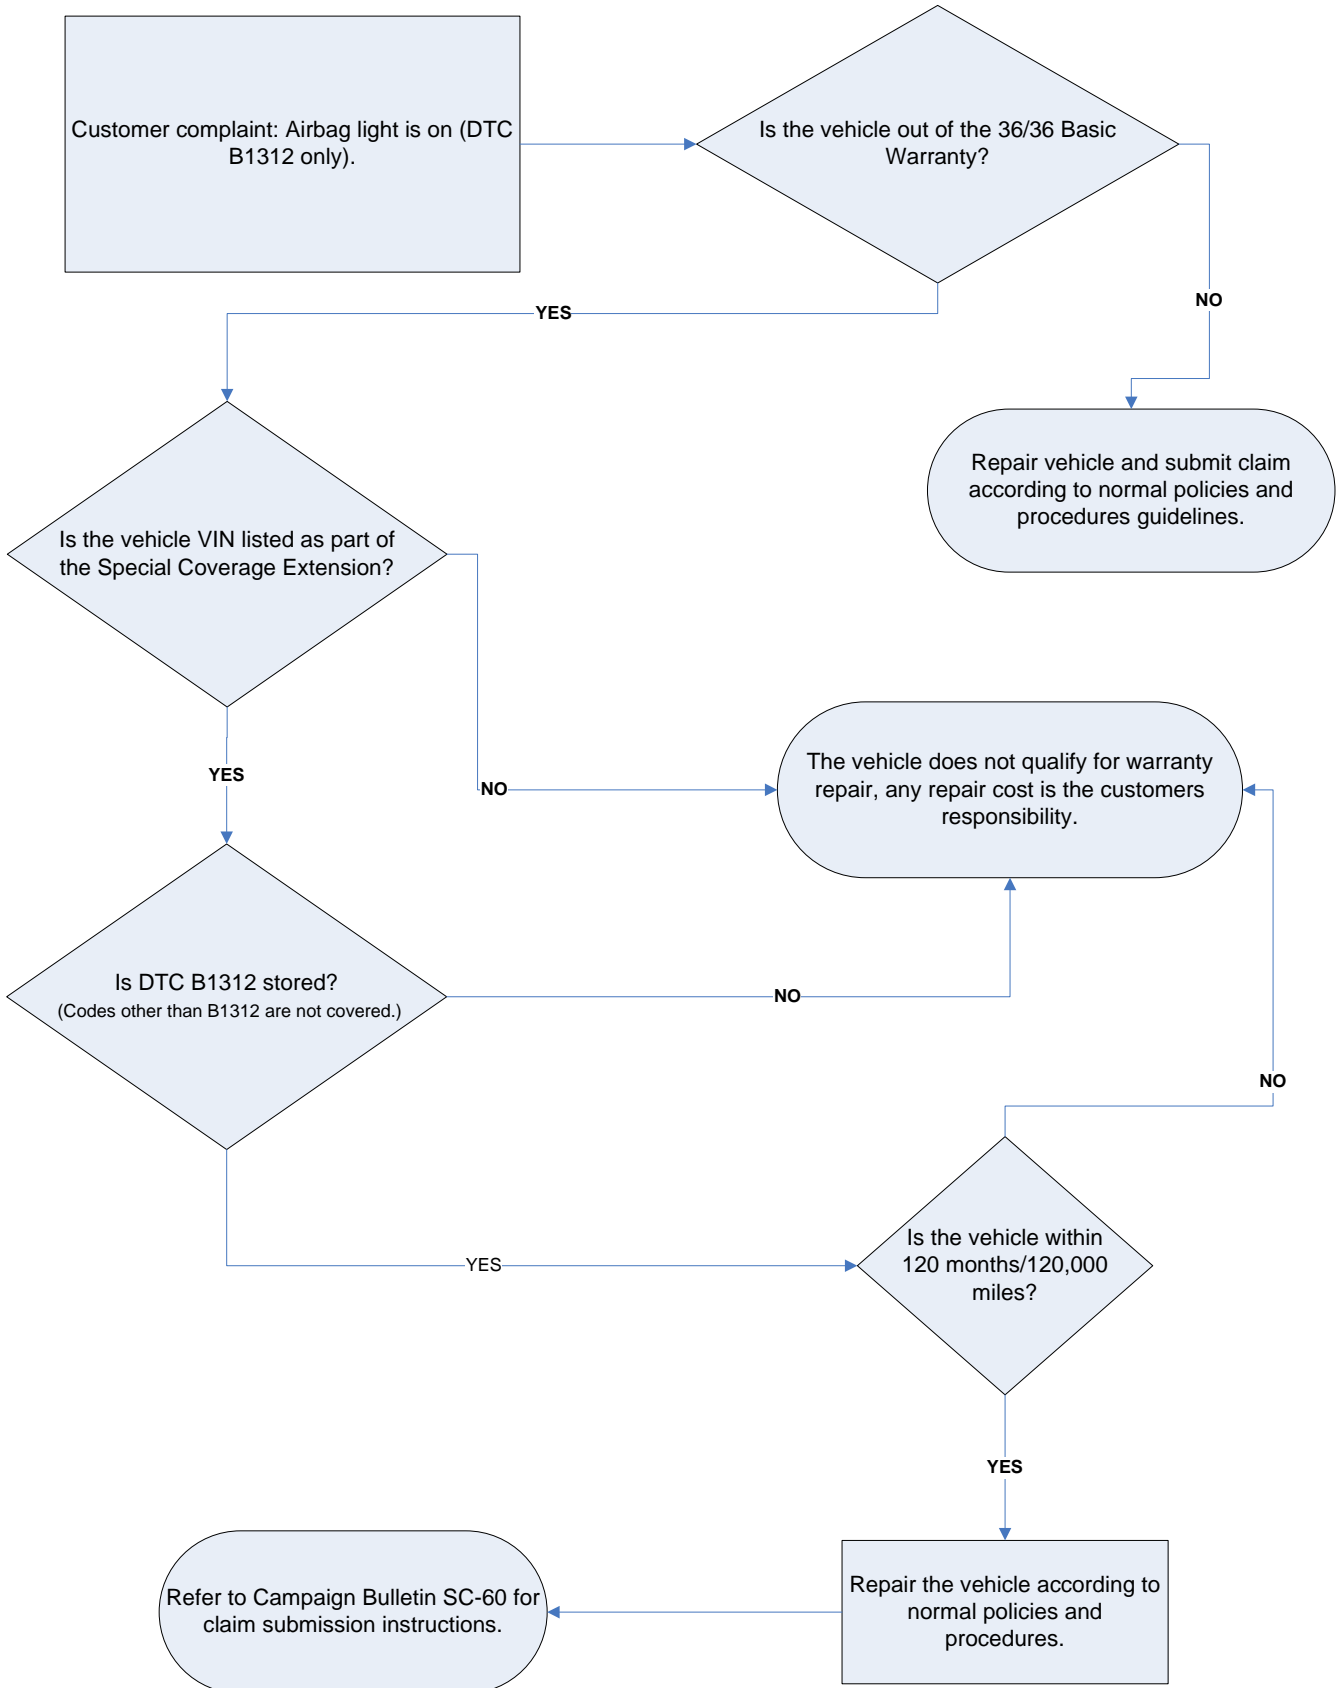 Customer complaint: Airbag light is on (DTC
B1312 only).
Is the vehicle out of the 36/36 Basic
Warranty?
YES
NO
Repair vehicle and submit claim
according to normal policies and
procedures guidelines.
Is the vehicle VIN listed as part of
the Special Coverage Extension?
YES
NO
The vehicle does not qualify for warranty
repair, any repair cost is the customers
responsibility.
Is DTC B1312 stored?
(Codes other than B1312 are not covered.)
NO
NO
YES
Is the vehicle within
120 months/120,000
miles?
YES
Repair the vehicle according to
normal policies and
procedures.
Refer to Campaign Bulletin SC-60 for
claim submission instructions.